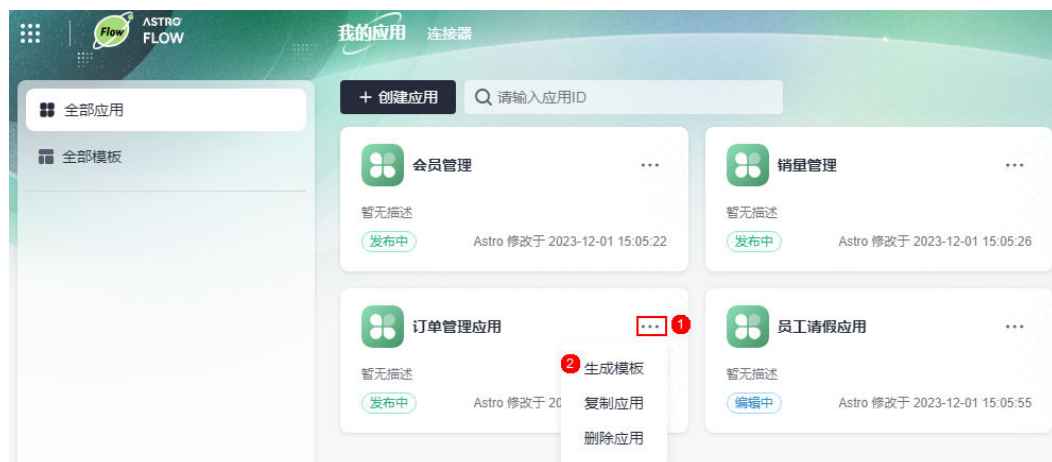 Flow ASTRO FLOW 我的应用 连接器
全部应用
+ 创建应用 请输入应用ID
全部模板
会员管理 ...
销量管理 ...
暂无描述
发布中 Astro 修改于 2023-12-01 15:05:22
暂无描述
发布中 Astro 修改于 2023-12-01 15:05:26
订单管理应用 ... 1
员工请假应用 ...
暂无描述
2 生成模板
发布中 Astro 修改于 20
复制应用
删除应用
暂无描述
编辑中 Astro 修改于 2023-12-01 15:05:55